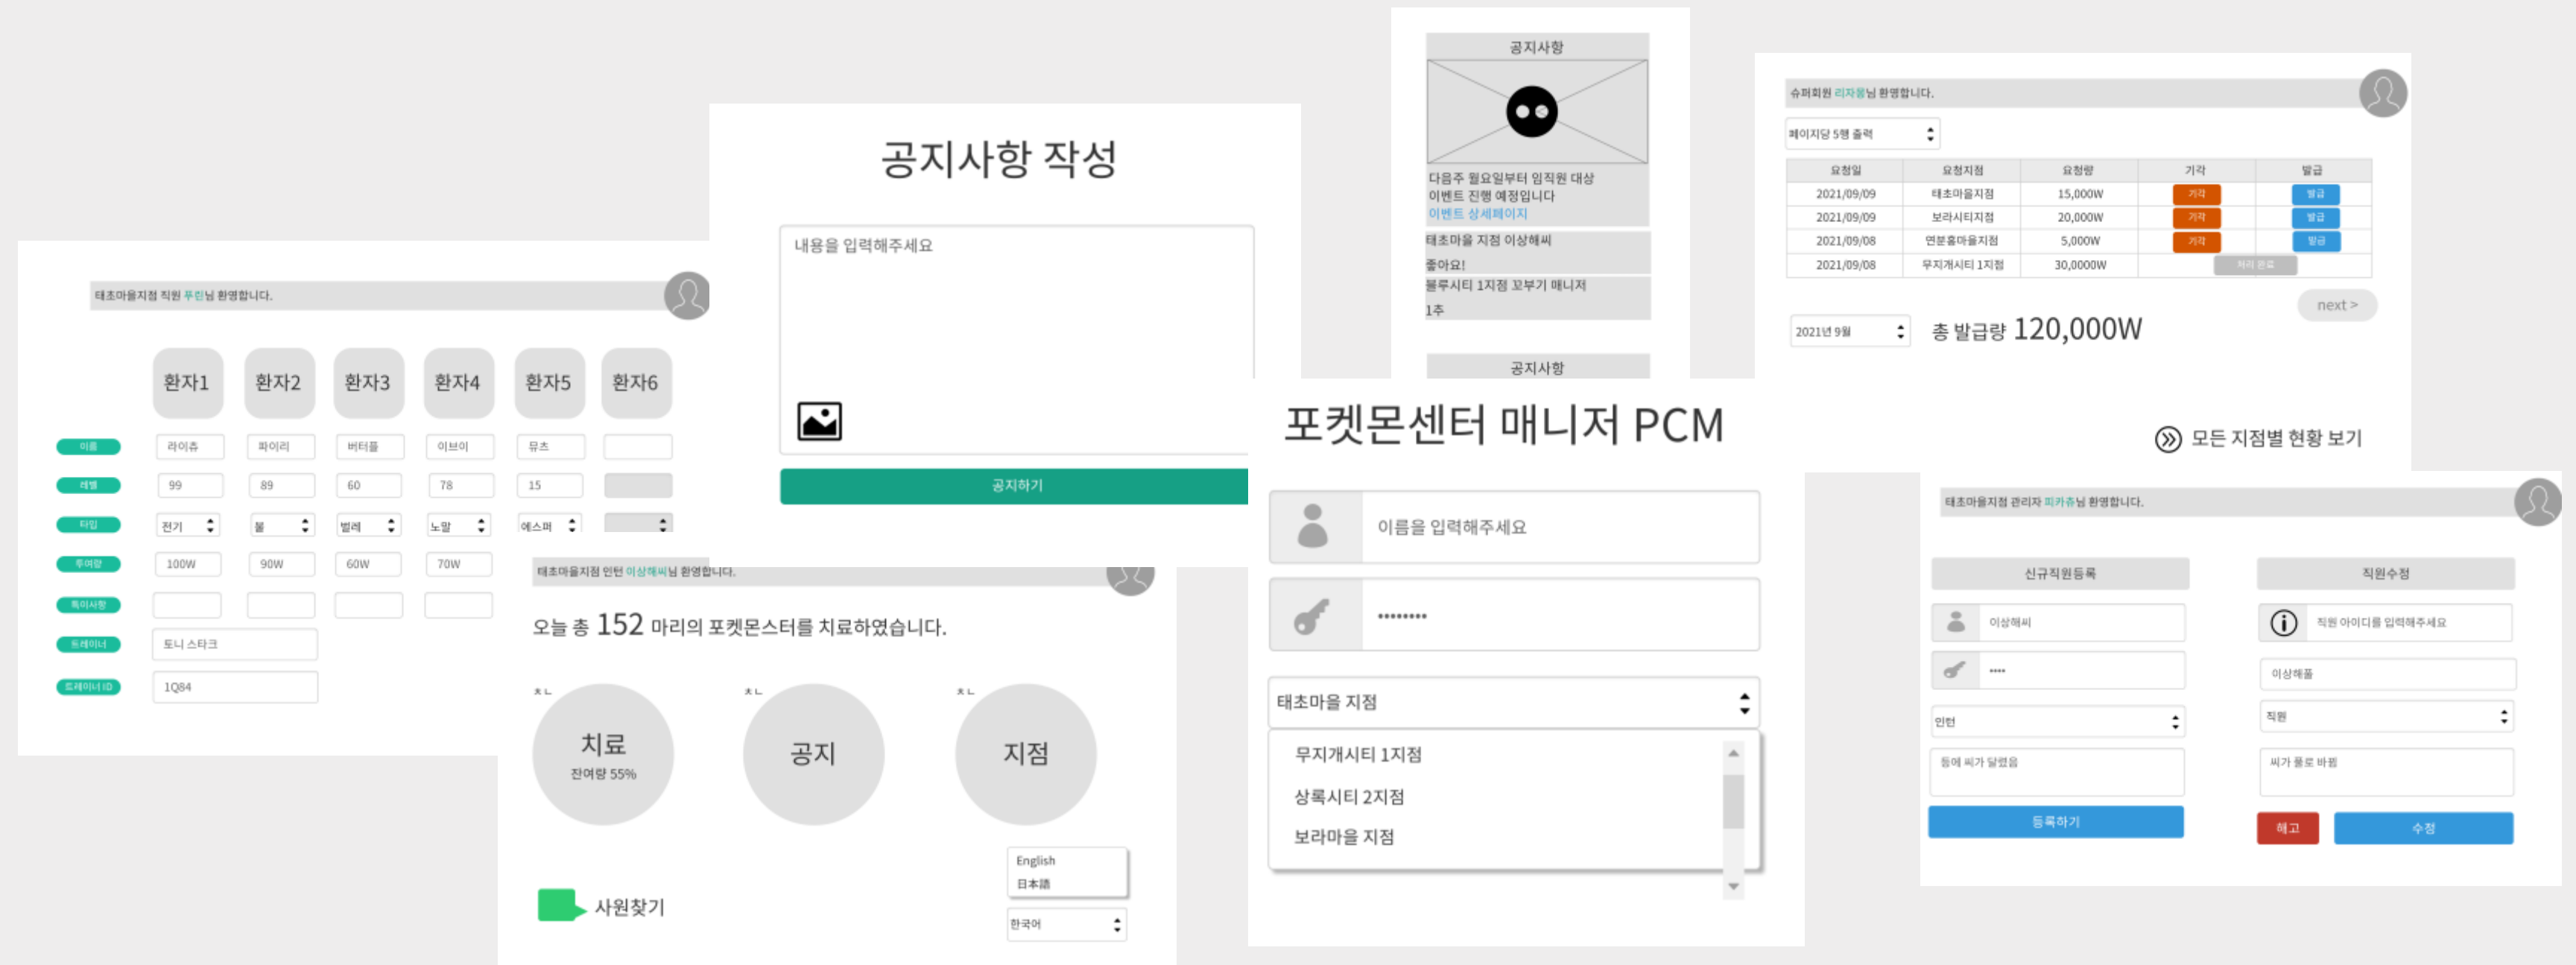 태초마을지점 직원 푸린님 환영합니다.
환자1 환자2 환자3 환자4 환자5 환자6
이름 라이츄 파이리 버터플 이브이 뮤츠
레벨 99 89 60 78 15
타입 전기 불 벌레 노말 에스퍼
투여량 100W 90W 60W 70W
특이사항
트레이너 토니 스타크
트레이너 ID 1Q84
공지사항 작성
내용을 입력해주세요
공지하기
태초마을지점 인턴 이상해씨님 환영합니다.
오늘 총 152 마리의 포켓몬스터를 치료하였습니다.
ㅊㄴ ㅊㄴ ㅊㄴ
치료 공지 지점
잔여량 55%
English
日本語
사원찾기
한국어
공지사항
다음주 월요일부터 임직원 대상
이벤트 진행 예정입니다
이벤트 상세페이지
태초마을 지점 이상해씨
좋아요!
블루시티 1지점 꼬부기 매니저
1추
공지사항
포켓몬센터 매니저 PCM
이름을 입력해주세요
••••••••
태초마을 지점
무지개시티 1지점
상록시티 2지점
보라마을 지점
슈퍼회원 리자몽님 환영합니다.
페이지당 5행 출력
요청일 요청지점 요청량 기각 발급
2021/09/09 태초마을지점 15,000W 기각 발급
2021/09/09 보라시티지점 20,000W 기각 발급
2021/09/08 연분홍마을지점 5,000W 기각 발급
2021/09/08 무지개시티 1지점 30,0000W 처리 완료
next >
2021년 9월 총 발급량 120,000W
모든 지점별 현황 보기
태초마을지점 관리자 피카츄님 환영합니다.
신규직원등록 직원수정
이상해씨 직원 아이디를 입력해주세요
•••• 이상해풀
인턴 직원
등에 씨가 달렸음 씨가 풀로 바뀜
등록하기 해고 수정